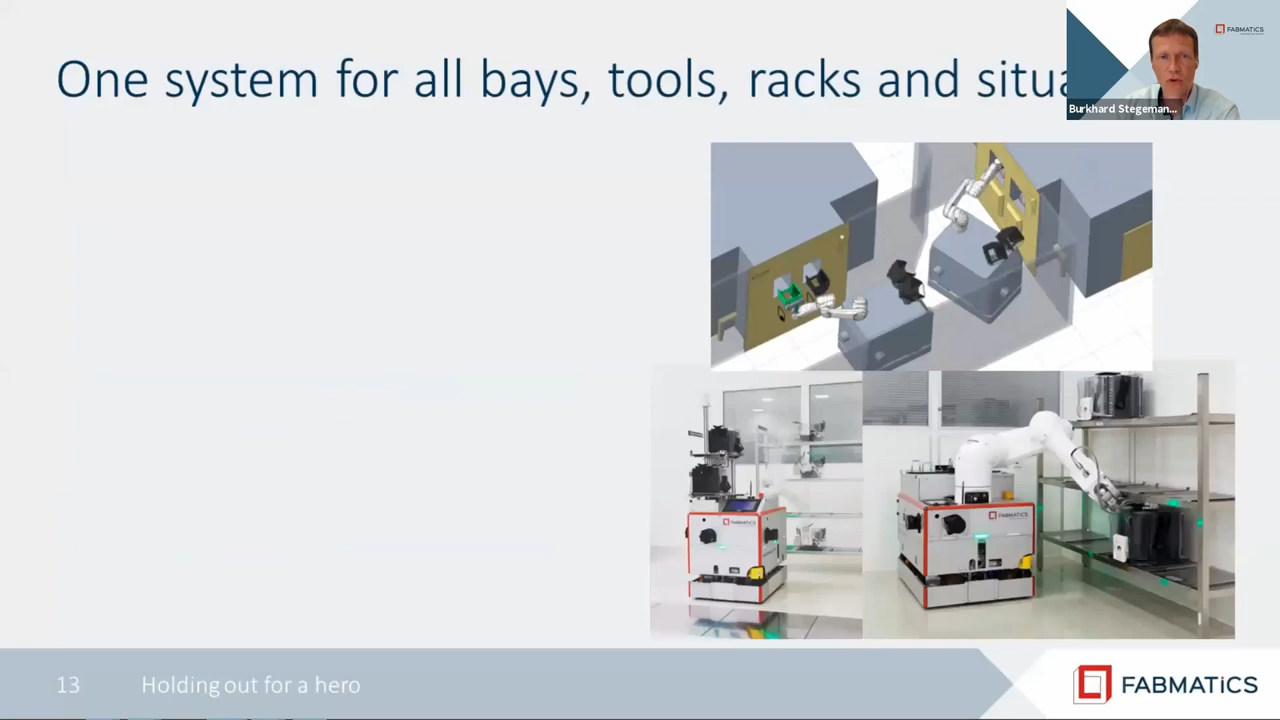 One system for all bays, tools, racks and situa
FABMATICS
Burkhard Stegeman...
FABMATICS
FABMATICS
13
Holding out for a hero
FABMATICS